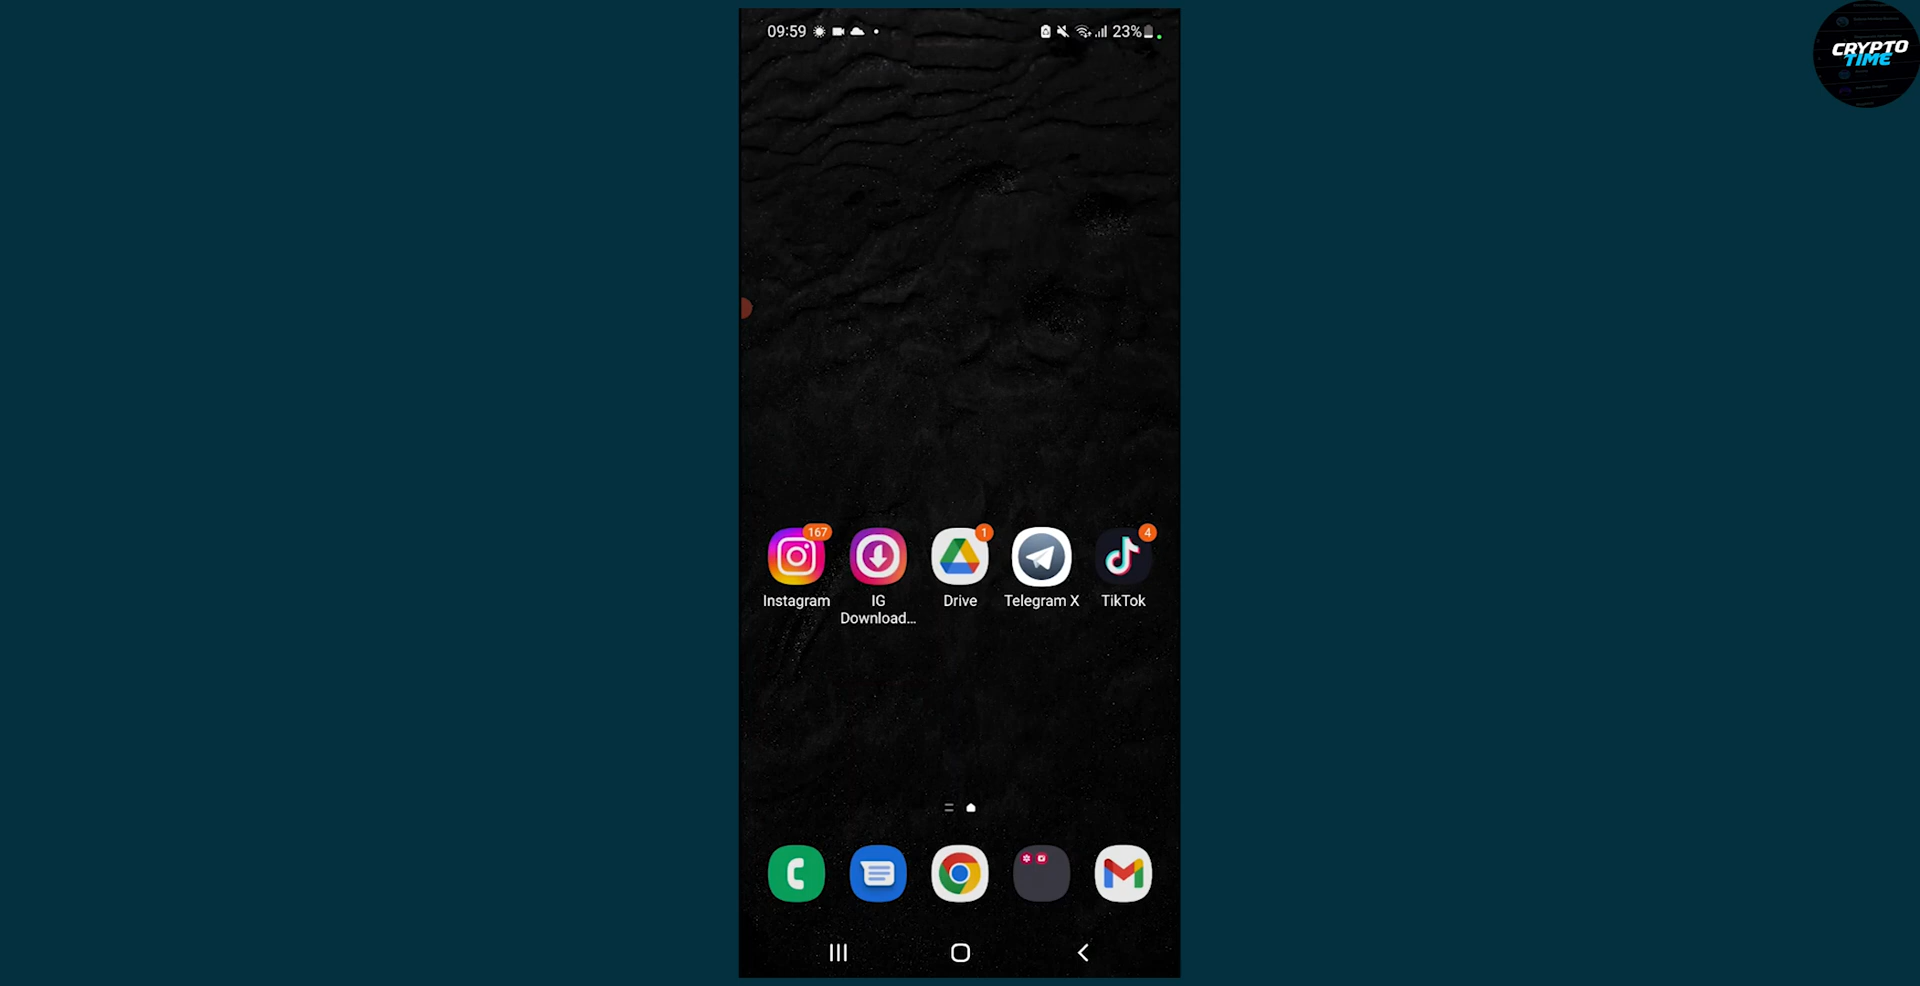 09:59
23%
CRYPTO
TIME
167
1
4
Instagram
IG
Download...
Drive
Telegram X
TikTok